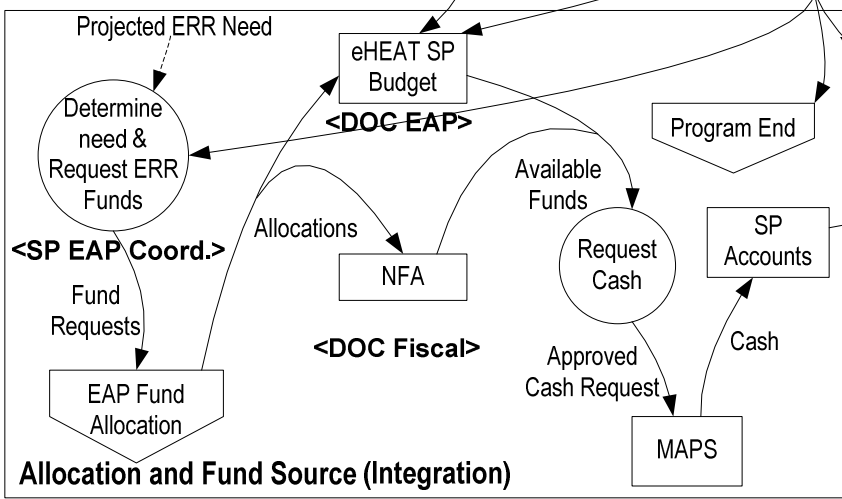 Projected ERR Need
eHEAT SP
Budget
<DOC EAP>
Determine
need &
Request ERR
Funds
<SP EAP Coord.>
Program End
Available
Funds
Allocations
NFA
Request
Cash
SP
Accounts
Fund
Requests
<DOC Fiscal>
Approved
Cash Request
Cash
EAP Fund
Allocation
MAPS
Allocation and Fund Source (Integration)